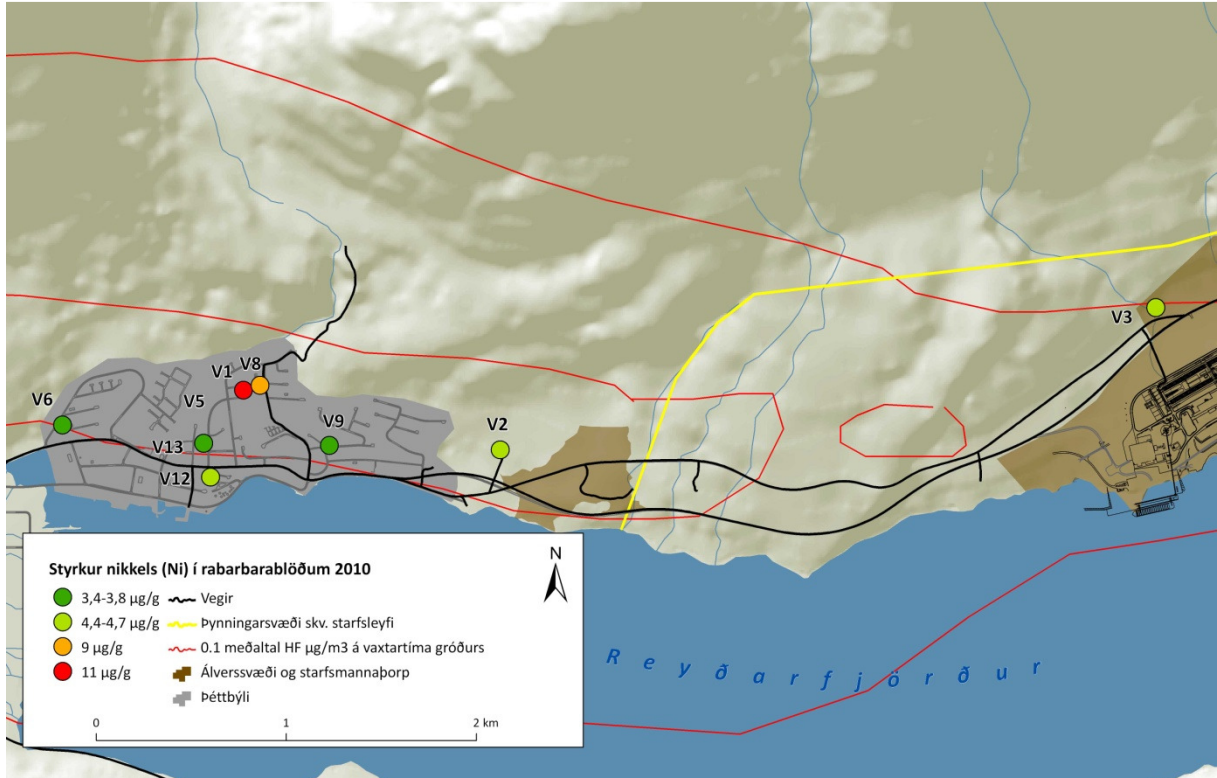 V3
V1
V8
V6
V5
V9
V2
V13
V12
Styrkur nikkels (Ni) í rabarbarablöðum 2010
3,4-3,8 µg/g
Vegir
4,4-4,7 µg/g
Þynningarsvæði skv. starfsleyfi
9 µg/g
0.1 meðaltal HF µg/m3 á vaxtartíma gróðurs
11 µg/g
Álverssvæði og starfsmannaþorp
Þéttbýli
N
0 1 2 km
Reyðarfjörður